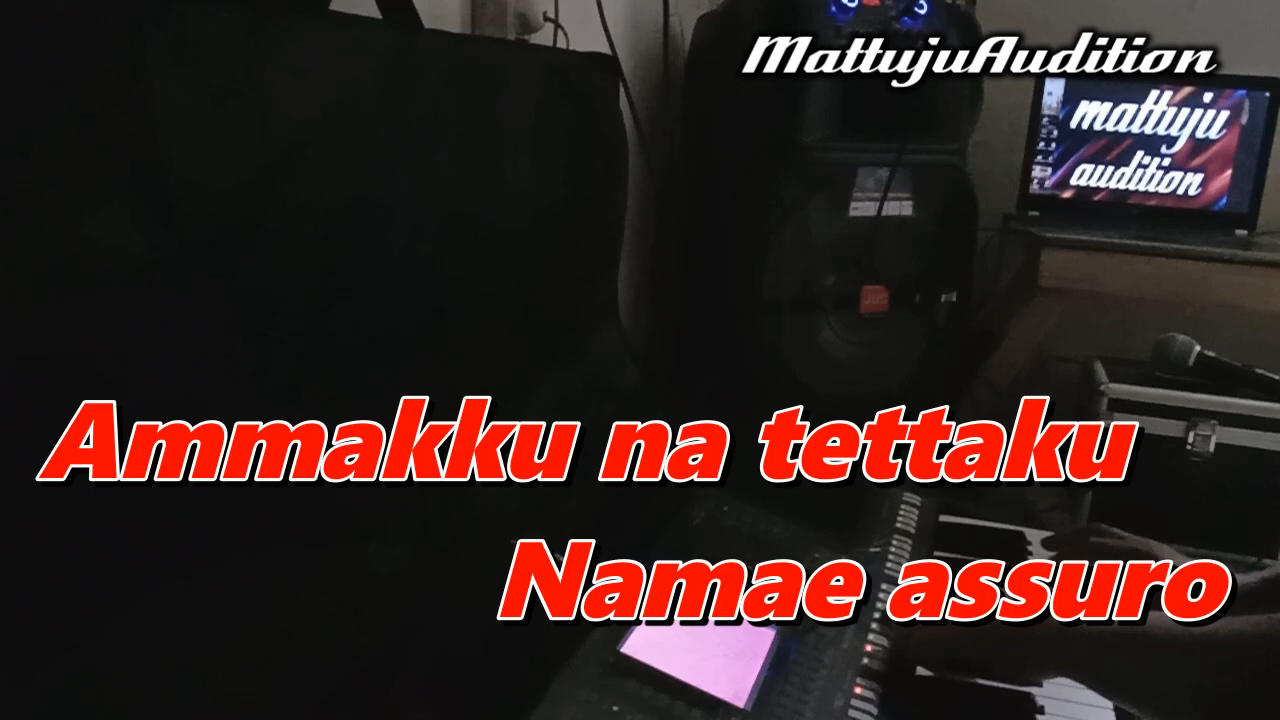 MattujuAudition
mattuju
audition
Ammakku na tettaku
Namae assuro